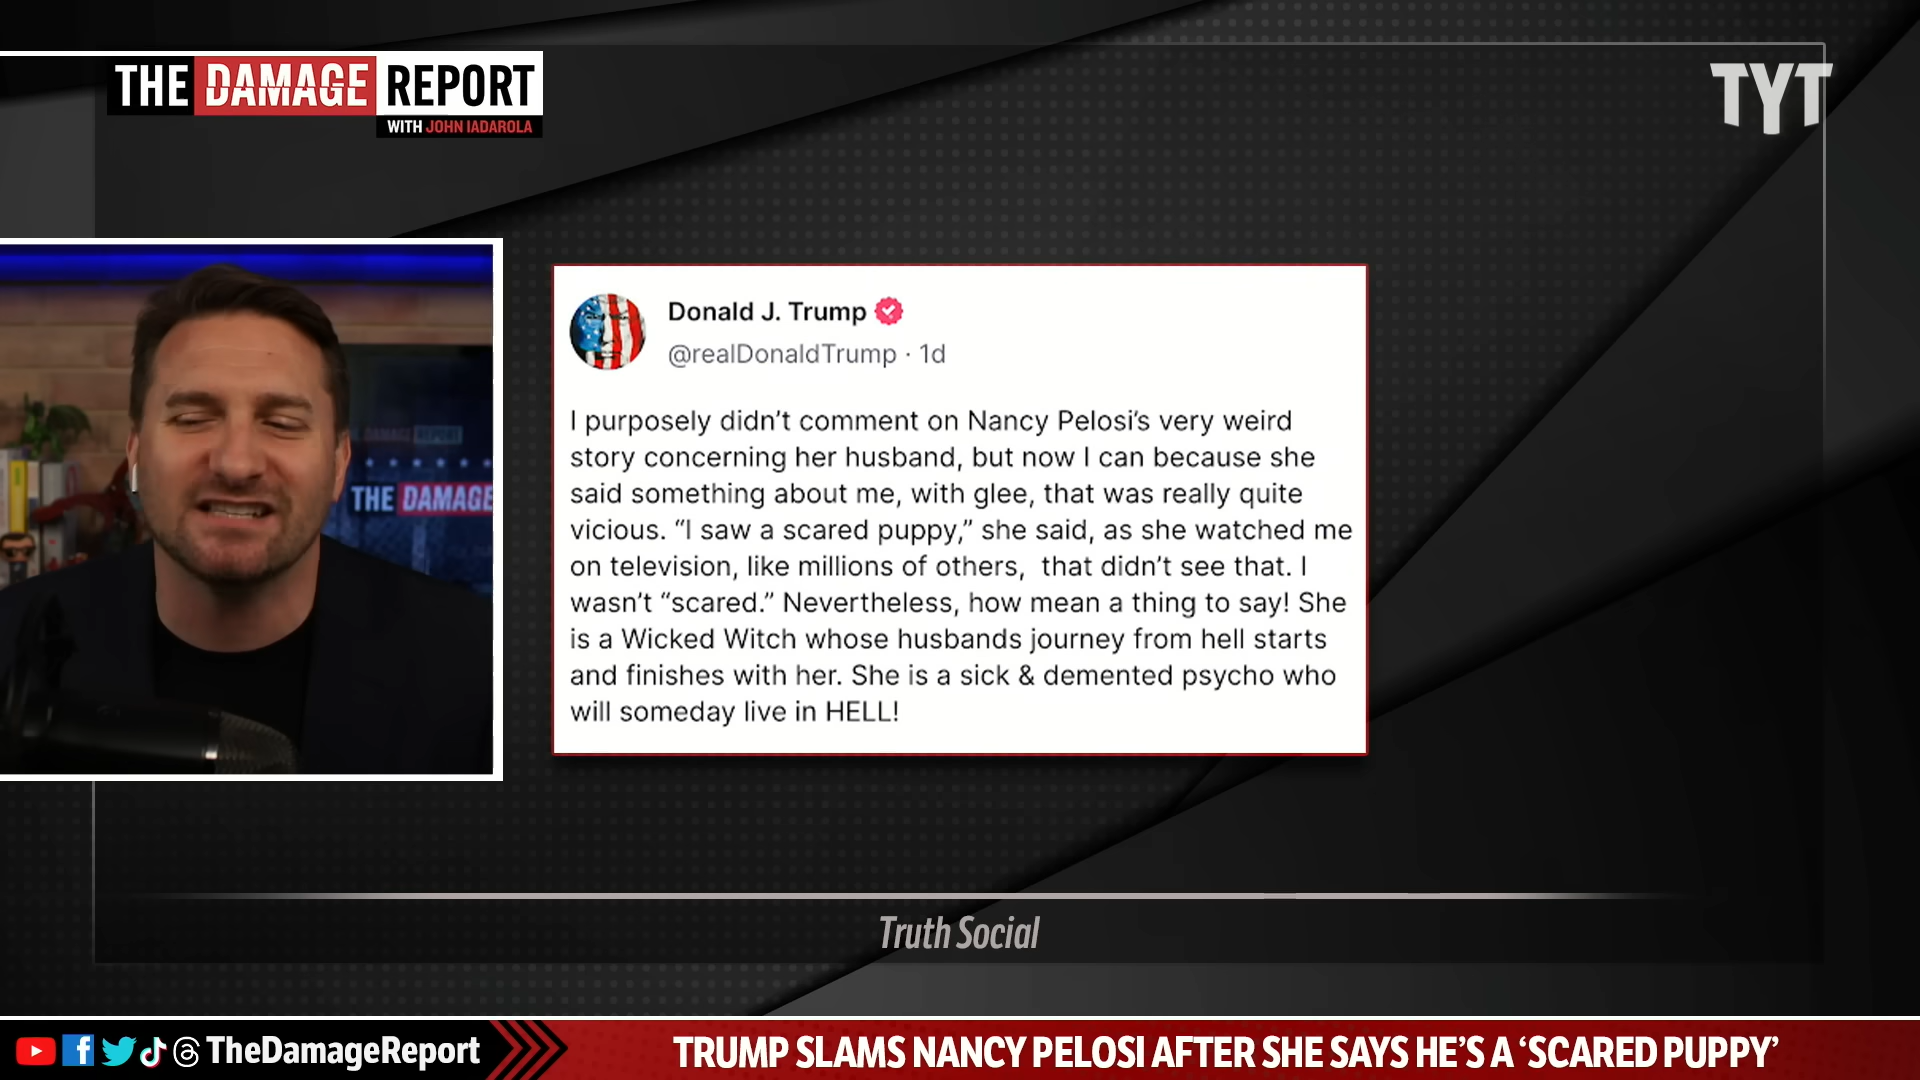 THE DAMAGE REPORT
WITH JOHN IADAROLA
TYT
DAMAGE REPORT
THE DAMAGE
Donald J. Trump
@realDonaldTrump · 1d
I purposely didn’t comment on Nancy Pelosi’s very weird
story concerning her husband, but now I can because she
said something about me, with glee, that was really quite
vicious. “I saw a scared puppy,” she said, as she watched me
on television, like millions of others,  that didn’t see that. I
wasn’t “scared.” Nevertheless, how mean a thing to say! She
is a Wicked Witch whose husbands journey from hell starts
and finishes with her. She is a sick & demented psycho who
will someday live in HELL!
Truth Social
TheDamageReport
TRUMP SLAMS NANCY PELOSI AFTER SHE SAYS HE’S A ‘SCARED PUPPY’